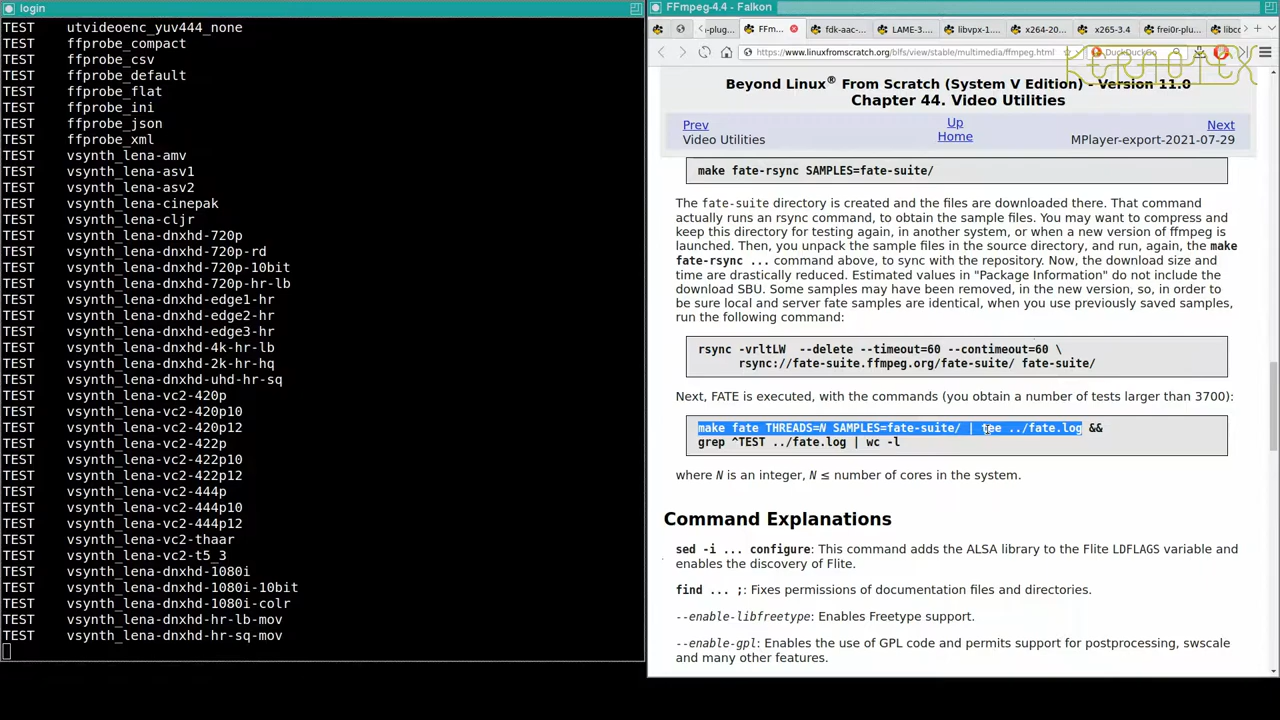 login
TEST utvideoenc_yuv444_none
TEST ffprobe_compact
TEST ffprobe_csv
TEST ffprobe_default
TEST ffprobe_flat
TEST ffprobe_ini
TEST ffprobe_json
TEST ffprobe_xml
TEST vsynth_lena-amv
TEST vsynth_lena-asv1
TEST vsynth_lena-asv2
TEST vsynth_lena-cinepak
TEST vsynth_lena-cljr
TEST vsynth_lena-dnxhd-720p
TEST vsynth_lena-dnxhd-720p-rd
TEST vsynth_lena-dnxhd-720p-10bit
TEST vsynth_lena-dnxhd-720p-hr-lb
TEST vsynth_lena-dnxhd-edge1-hr
TEST vsynth_lena-dnxhd-edge2-hr
TEST vsynth_lena-dnxhd-edge3-hr
TEST vsynth_lena-dnxhd-4k-hr-lb
TEST vsynth_lena-dnxhd-2k-hr-hq
TEST vsynth_lena-dnxhd-uhd-hr-sq
TEST vsynth_lena-vc2-420p
TEST vsynth_lena-vc2-420p10
TEST vsynth_lena-vc2-420p12
TEST vsynth_lena-vc2-422p
TEST vsynth_lena-vc2-422p10
TEST vsynth_lena-vc2-422p12
TEST vsynth_lena-vc2-444p
TEST vsynth_lena-vc2-444p10
TEST vsynth_lena-vc2-444p12
TEST vsynth_lena-vc2-thaar
TEST vsynth_lena-vc2-t5_3
TEST vsynth_lena-dnxhd-1080i
TEST vsynth_lena-dnxhd-1080i-10bit
TEST vsynth_lena-dnxhd-1080i-colr
TEST vsynth_lena-dnxhd-hr-lb-mov
TEST vsynth_lena-dnxhd-hr-sq-mov
FFmpeg-4.4 - Falkon
-plug... FFm... fdk-aac-... LAME-3... libvpx-1... x264-20... x265-3.4 frei0r-plu... libcd
https://www.linuxfromscratch.org/blfs/view/stable/multimedia/ffmpeg.html DuckDuckGo
KERNOTEX
Beyond Linux® From Scratch (System V Edition) - Version 11.0
Chapter 44. Video Utilities
Prev Up Next
Video Utilities Home MPlayer-export-2021-07-29
make fate-rsync SAMPLES=fate-suite/
The fate-suite directory is created and the files are downloaded there. That command
actually runs an rsync command, to obtain the sample files. You may want to compress and
keep this directory for testing again, in another system, or when a new version of ffmpeg is
launched. Then, you unpack the sample files in the source directory, and run, again, the make
fate-rsync ... command above, to sync with the repository. Now, the download size and
time are drastically reduced. Estimated values in "Package Information" do not include the
download SBU. Some samples may have been removed, in the new version, so, in order to
be sure local and server fate samples are identical, when you use previously saved samples,
run the following command:
rsync -vrltLW --delete --timeout=60 --contimeout=60 \
rsync://fate-suite.ffmpeg.org/fate-suite/ fate-suite/
Next, FATE is executed, with the commands (you obtain a number of tests larger than 3700):
make fate THREADS=N SAMPLES=fate-suite/ | tee ../fate.log &&
grep ^TEST ../fate.log | wc -l
where N is an integer, N ≤ number of cores in the system.
Command Explanations
sed -i ... configure: This command adds the ALSA library to the Flite LDFLAGS variable and
enables the discovery of Flite.
find ... ;: Fixes permissions of documentation files and directories.
--enable-libfreetype: Enables Freetype support.
--enable-gpl: Enables the use of GPL code and permits support for postprocessing, swscale
and many other features.